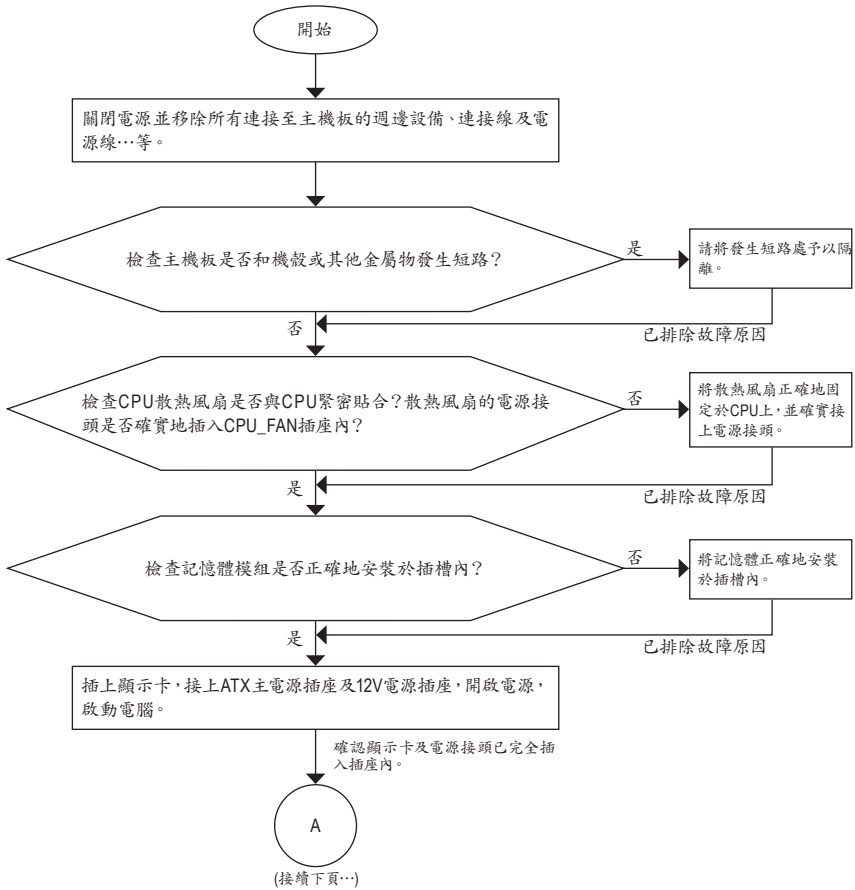 開始
關閉電源並移除所有連接至主機板的週邊設備、連接線及電
源線…等。
檢查主機板是否和機殼或其他金屬物發生短路？
是
請將發生短路處予以隔
離。
否
已排除故障原因
檢查CPU散熱風扇是否與CPU緊密貼合？散熱風扇的電源接
頭是否確實地插入CPU_FAN插座內？
否
將散熱風扇正確地固
定於CPU上，並確實接
上電源接頭。
是
已排除故障原因
檢查記憶體模組是否正確地安裝於插槽內？
否
將記憶體正確地安裝
於插槽內。
是
已排除故障原因
插上顯示卡，接上ATX主電源插座及12V電源插座，開啟電源，
啟動電腦。
確認顯示卡及電源接頭已完全插
入插座內。
A
(接續下頁…)